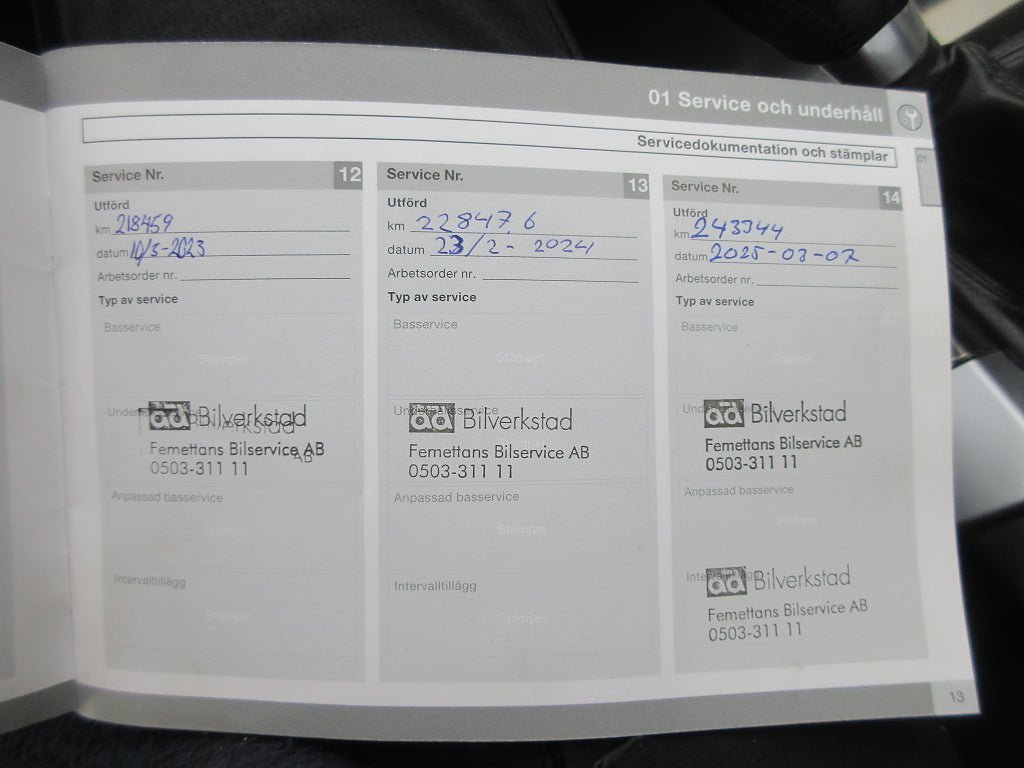 01 Service och underhåll
Servicedokumentation och stämplar
01
Service Nr. 12
Utförd
km 218459
datum 10/5-2023
Arbetsorder nr.
Typ av service
Basservice
Stämpel
ad Bilverkstad
Femettans Bilservice AB
0503-311 11
Anpassad basservice
Stämpel
Intervalltillägg
Stämpel
Service Nr. 13
Utförd
km 228476
datum 23/2 - 2024
Arbetsorder nr.
Typ av service
Basservice
Stämpel
Underhållsservice
ad Bilverkstad
Femettans Bilservice AB
0503-311 11
Anpassad basservice
Stämpel
Intervalltillägg
Stämpel
Service Nr. 14
Utförd
km 243344
datum 2025-03-07
Arbetsorder nr.
Typ av service
Basservice
Stämpel
ad Bilverkstad
Femettans Bilservice AB
0503-311 11
Anpassad basservice
Stämpel
Intervalltillägg
ad Bilverkstad
Femettans Bilservice AB
0503-311 11
13